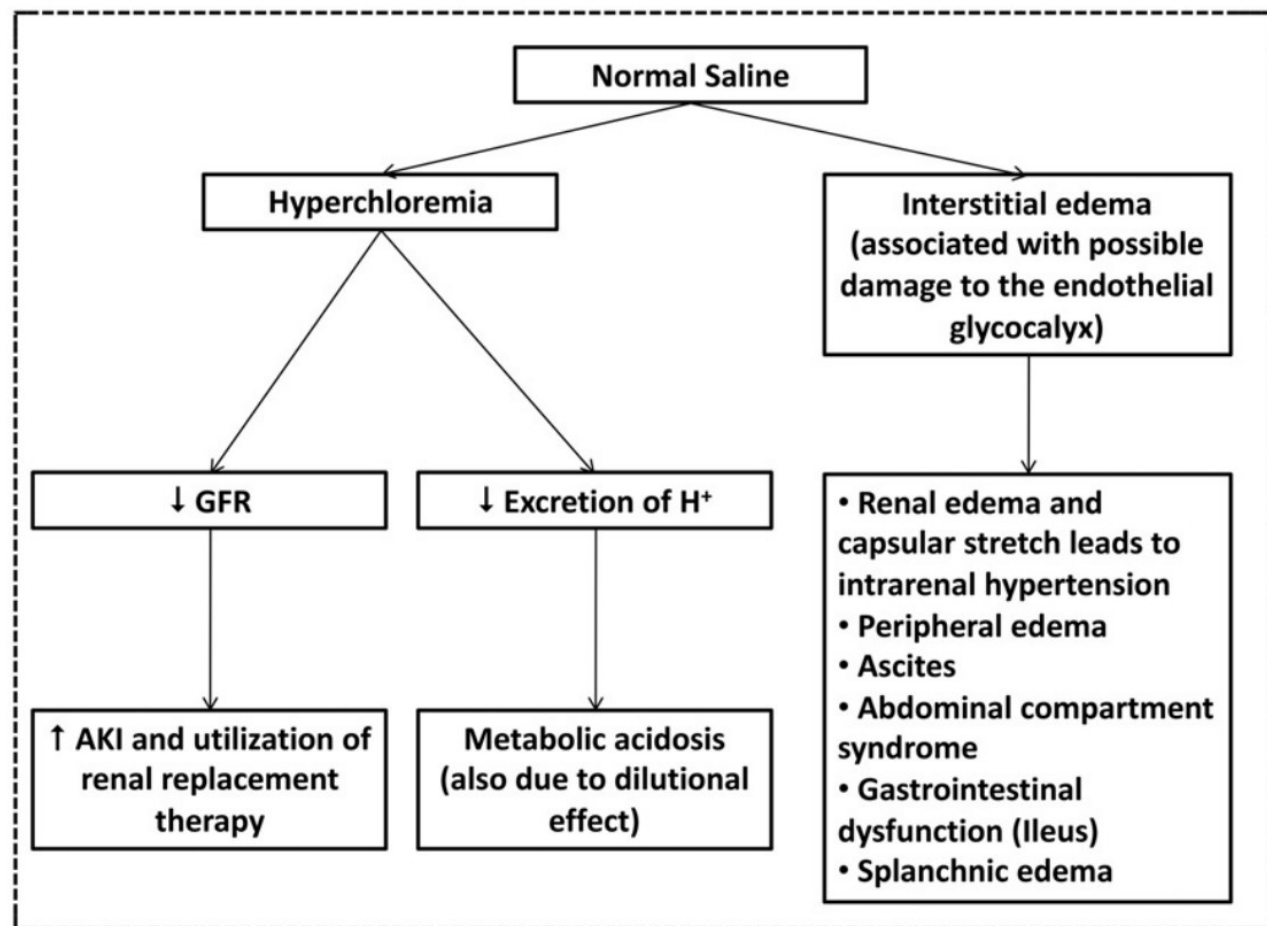 Normal Saline
Hyperchloremia
Interstitial edema
(associated with possible
damage to the endothelial
glycocalyx)
↓ GFR
↓ Excretion of H⁺
• Renal edema and
capsular stretch leads to
intrarenal hypertension
• Peripheral edema
• Ascites
• Abdominal compartment
syndrome
• Gastrointestinal
dysfunction (Ileus)
• Splanchnic edema
↑ AKI and utilization of
renal replacement
therapy
Metabolic acidosis
(also due to dilutional
effect)